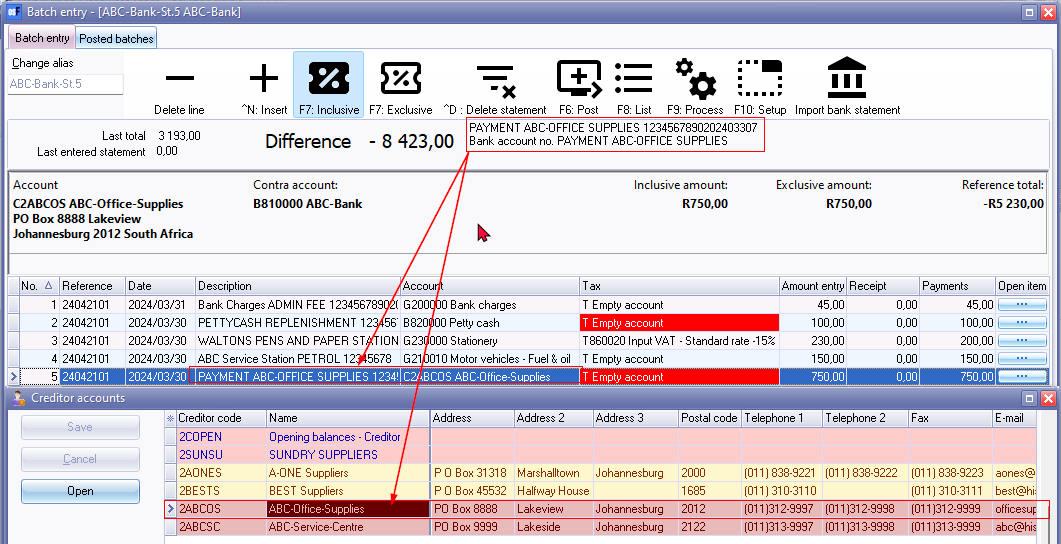 Batch entry - [ABC-Bank-St.5 ABC-Bank]
Batch entry Posted batches
Change alias
ABC-Bank-St.5
Delete line ^N: Insert F7: Inclusive F7: Exclusive ^D : Delete statement F6: Post F8: List F9: Process F10: Setup Import bank statement
Last total 3 193,00
Last entered statement 0,00
Difference - 8 423,00
PAYMENT ABC-OFFICE SUPPLIES 1234567890202403307
Bank account no. PAYMENT ABC-OFFICE SUPPLIES
Account Contra account: Inclusive amount: Exclusive amount: Reference total:
C2ABCOS ABC-Office-Supplies B810000 ABC-Bank R750,00 R750,00 -R5 230,00
PO Box 8888 Lakeview
Johannesburg 2012 South Africa
No. Reference Date Description Account Tax Amount entry Receipt Payments Open item
1 24042101 2024/03/31 Bank Charges ADMIN FEE 1234567890 G200000 Bank charges T Empty account 45,00 0,00 45,00 ...
2 24042101 2024/03/30 PETTYCASH REPLENISHMENT 123456 B820000 Petty cash T Empty account 100,00 0,00 100,00 ...
3 24042101 2024/03/30 WALTONS PENS AND PAPER STATION G230000 Stationery T860020 Input VAT - Standard rate -15% 230,00 0,00 200,00 ...
4 24042101 2024/03/30 ABC Service Station PETROL 12345678 G210010 Motor vehicles - Fuel & oil T Empty account 150,00 0,00 150,00 ...
5 24042101 2024/03/30 PAYMENT ABC-OFFICE SUPPLIES 1234 C2ABCOS ABC-Office-Supplies T Empty account 750,00 0,00 750,00 ...
Creditor accounts
Save
Cancel
Open
Creditor code Name Address Address 2 Address 3 Postal code Telephone 1 Telephone 2 Fax E-mail
2COPEN Opening balances - Creditor
2SUNSU SUNDRY SUPPLIERS
2AONES A-ONE Suppliers P O Box 31318 Marshalltown Johannesburg 2000 (011) 838-9221 (011) 838-9222 (011) 838-9223 aones@
2BESTS BEST Suppliers P O Box 45532 Halfway House 1685 (011) 310-3110 (011) 310-3111 best@his
2ABCOS ABC-Office-Supplies PO Box 8888 Lakeview Johannesburg 2012 (011)312-9997 (011)312-9998 (011)312-9999 officesup
2ABCSC ABC-Service-Centre PO Box 9999 Lakeside Johannesburg 2122 (011)313-9997 (011)313-9998 (011)313-9999 abc@his